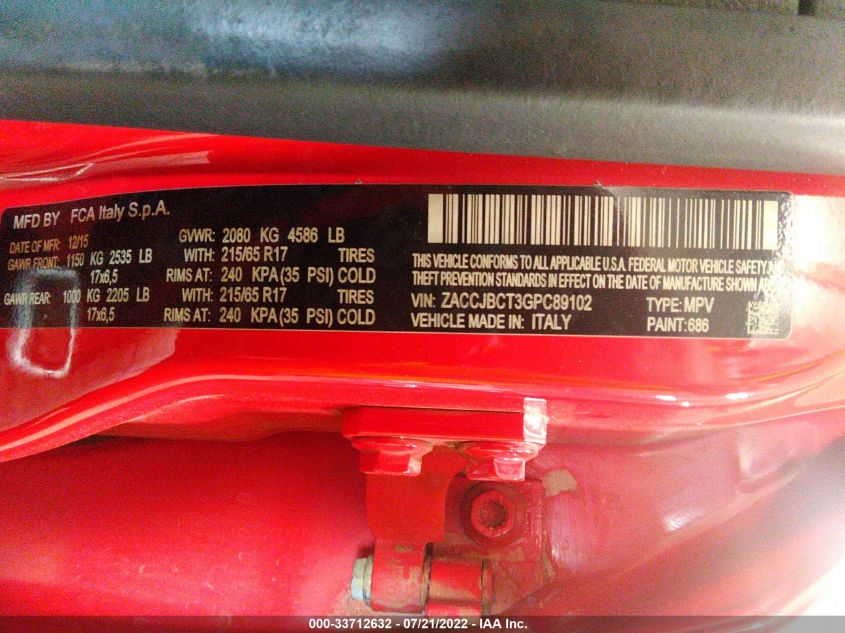 MFD BY FCA Italy S.p.A.
DATE OF MFR: 12/15 GVWR: 2080 KG 4586 LB
GAWR FRONT: 1150 KG 2535 LB WITH: 215/65 R17 TIRES
17x6,5 RIMS AT: 240 KPA (35 PSI) COLD
GAWR REAR: 1000 KG 2205 LB WITH: 215/65 R17 TIRES
17x6,5 RIMS AT: 240 KPA (35 PSI) COLD
THIS VEHICLE CONFORMS TO ALL APPLICABLE U.S.A. FEDERAL MOTOR VEHICLE SAFETY AND
THEFT PREVENTION STANDARDS IN EFFECT ON THE DATE OF MANUFACTURE SHOWN
VIN: ZACCJBCT3GPC89102 TYPE: MPV
VEHICLE MADE IN: ITALY PAINT: 686
000-33712632 - 07/21/2022 - IAA Inc.